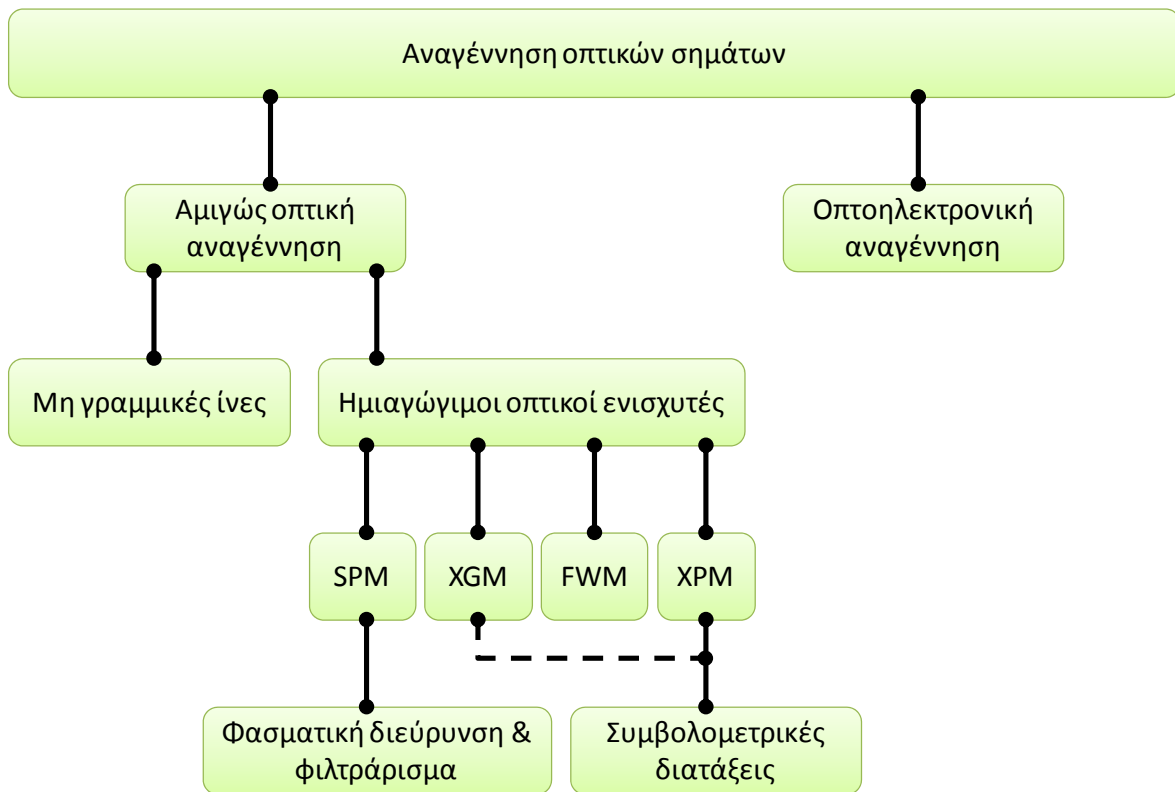 Αναγέννηση οπτικών σημάτων
Αμιγώς οπτική
αναγέννηση
Οπτοηλεκτρονική
αναγέννηση
Μη γραμμικές ίνες
Ημιαγώγιμοι οπτικοί ενισχυτές
SPM
XGM
FWM
XPM
Φασματική διεύρυνση &
φιλτράρισμα
Συμβολομετρικές
διατάξεις